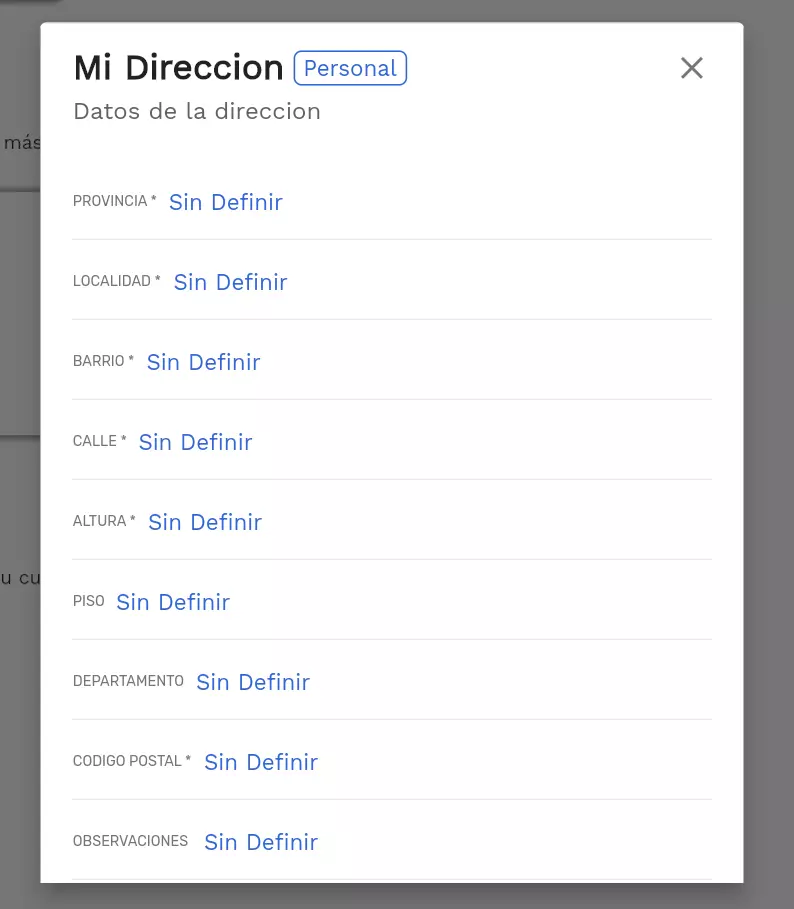 Mi Direccion Personal
Datos de la direccion
más
PROVINCIA * Sin Definir
LOCALIDAD * Sin Definir
BARRIO * Sin Definir
CALLE * Sin Definir
ALTURA * Sin Definir
u cu
PISO Sin Definir
DEPARTAMENTO Sin Definir
CODIGO POSTAL * Sin Definir
OBSERVACIONES Sin Definir